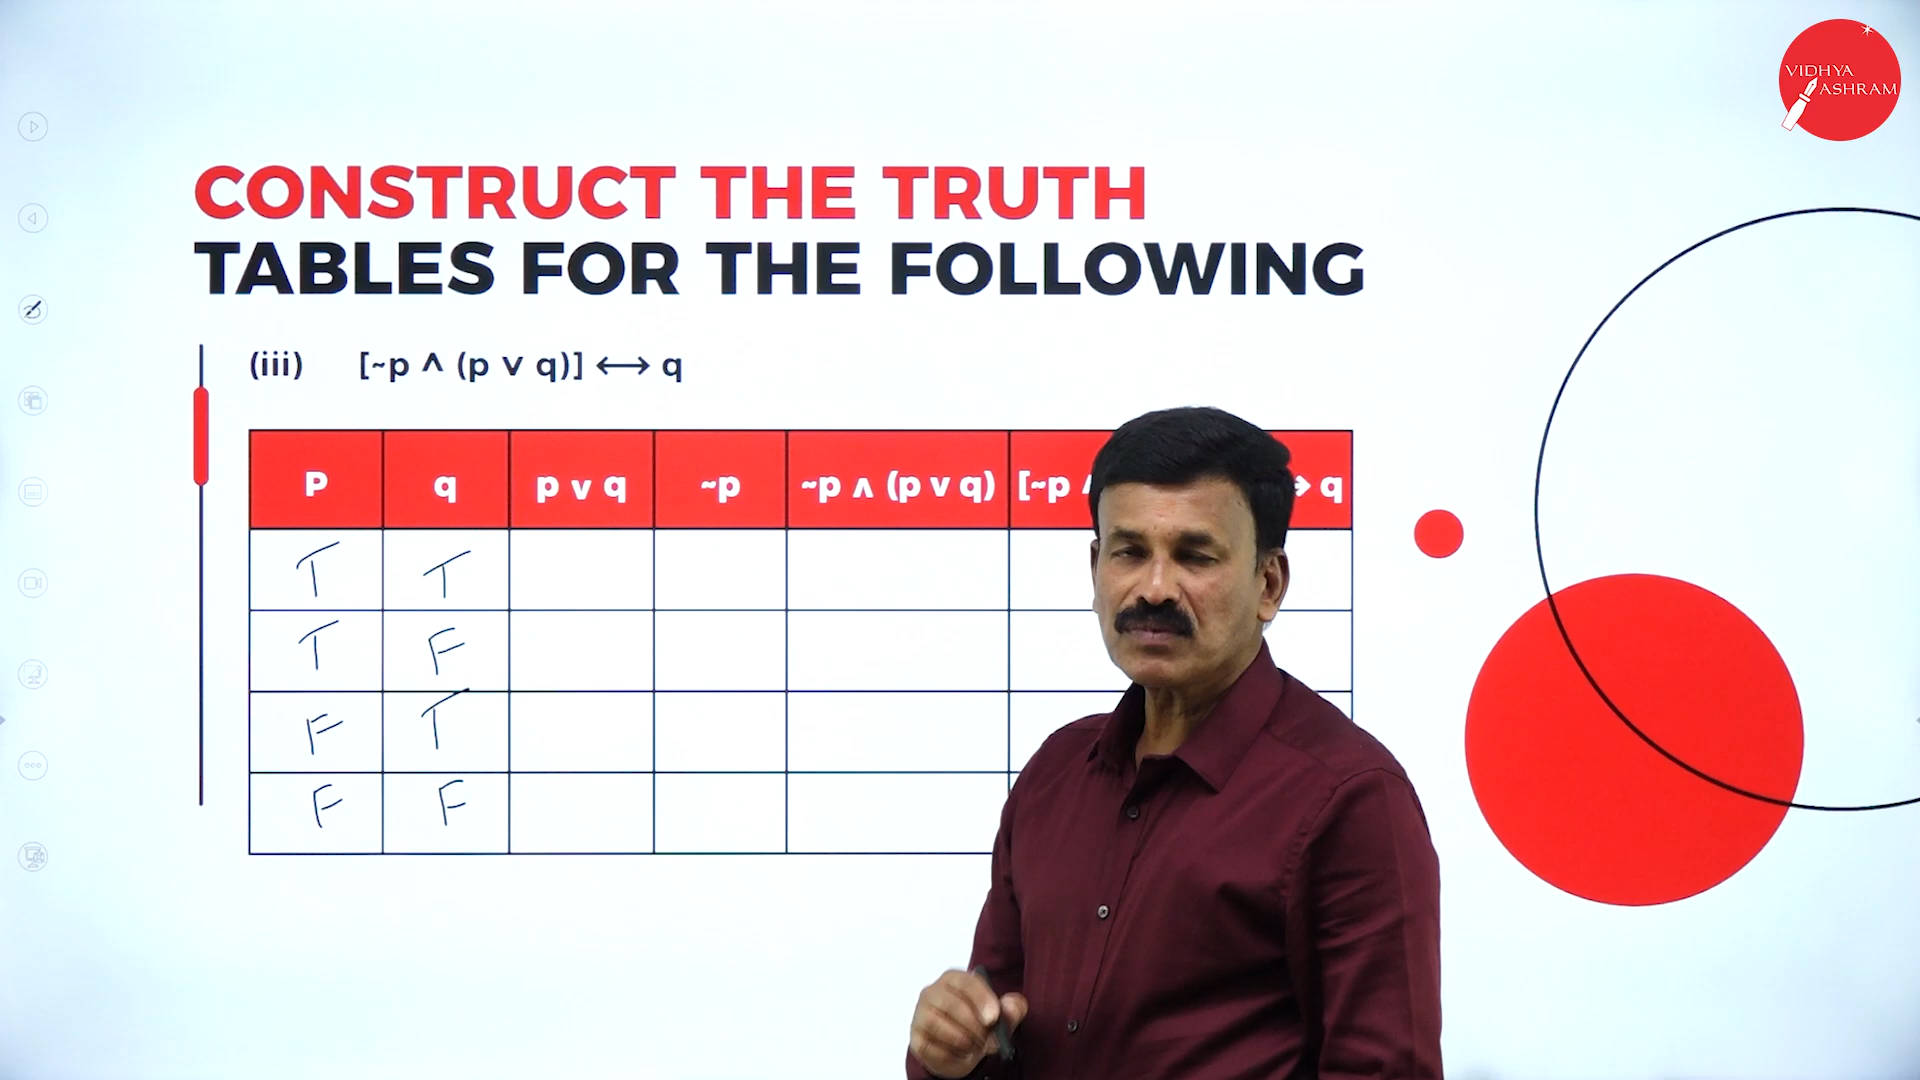 VIDHYA
ASHRAM
CONSTRUCT THE TRUTH
TABLES FOR THE FOLLOWING
(iii) [~p ∧ (p ∨ q)] ⟷ q
P q p v q ~p ~p ∧ (p v q) [~p q
T T
T F
F T
F F